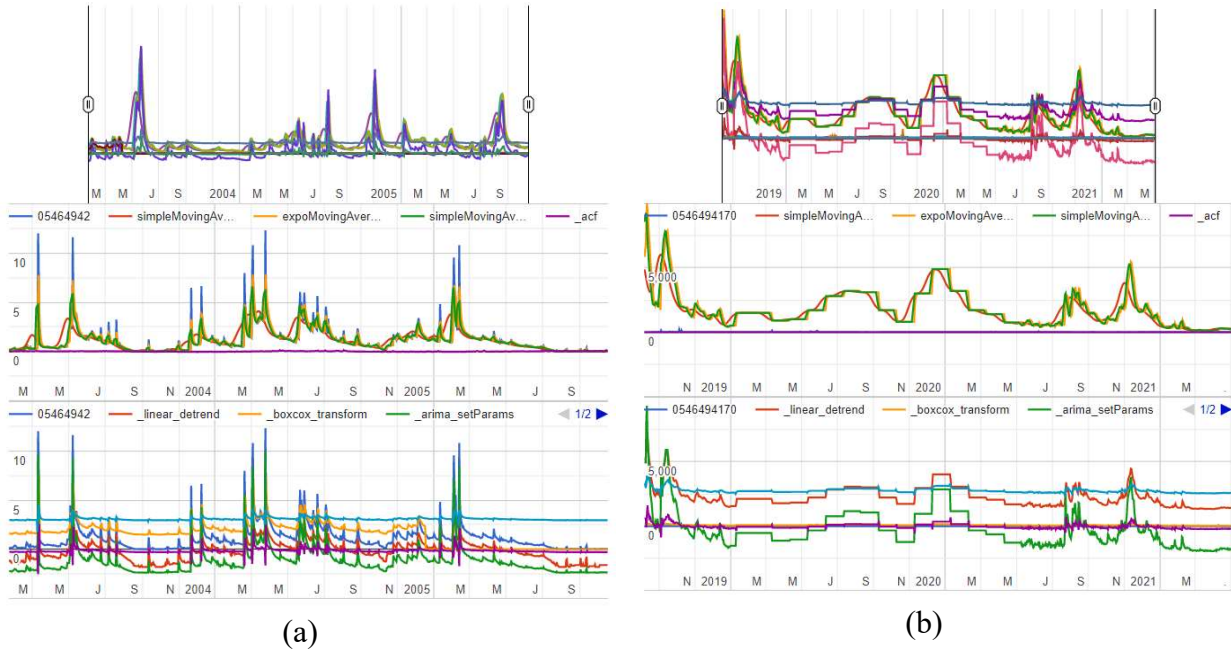 M M J S 2004 M M J S 2005 M M J S
2019 M M J S 2020 M M J S 2021 M M
05464942 simpleMovingAv... expoMovingAver... simpleMovingAv... _acf
0546494170 simpleMovingA... expoMovingAve... simpleMovingA... _acf
10
5
0
5,000
0
M M J S N 2004 M M J S N 2005 M M J S
N 2019 M M J S N 2020 M M J S N 2021 M
05464942 _linear_detrend _boxcox_transform _arima_setParams 1/2
0546494170 _linear_detrend _boxcox_transform _arima_setParams 1/2
10
5
0
5,000
0
M M J S N 2004 M M J S N 2005 M M J S
N 2019 M M J S N 2020 M M J S N 2021 M
(a)
(b)